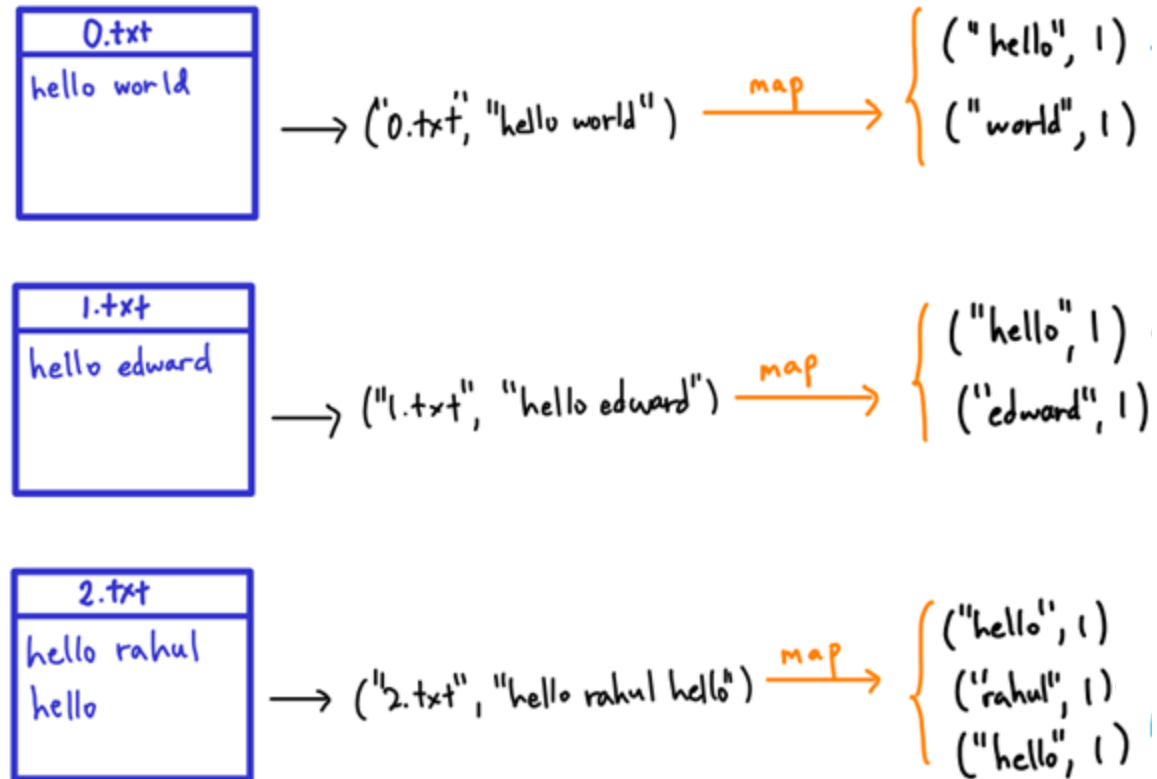 0.txt
hello world
("0.txt", "hello world")
map
("hello", 1)
("world", 1)
1.txt
hello edward
("1.txt", "hello edward")
map
("hello", 1)
("edward", 1)
2.txt
hello rahul
hello
("2.txt", "hello rahul hello")
map
("hello", 1)
("rahul", 1)
("hello", 1)